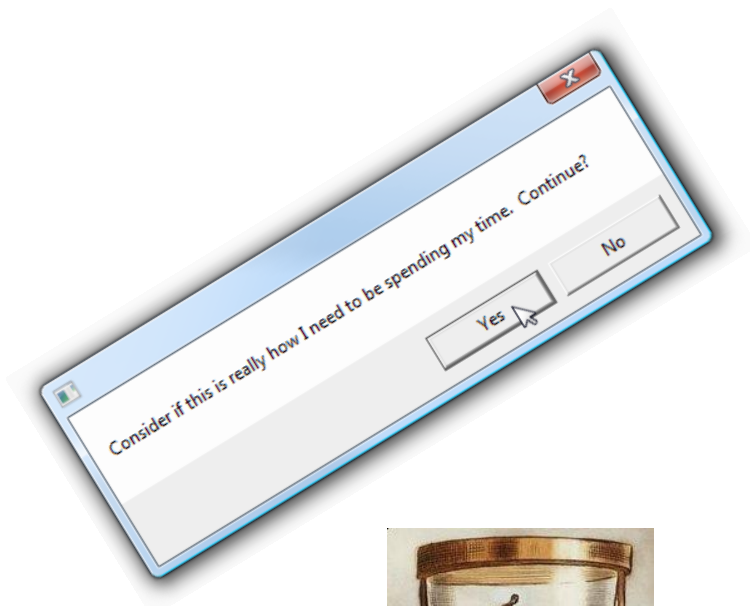 Consider if this is really how I need to be spending my time. Continue?
Yes
No